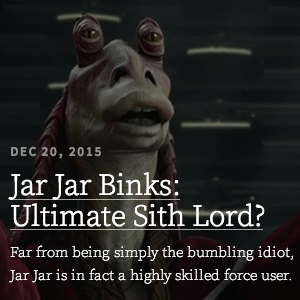 DEC 20, 2015
Jar Jar Binks:
Ultimate Sith Lord?
Far from being simply the bumbling idiot,
Jar Jar is in fact a highly skilled force user.